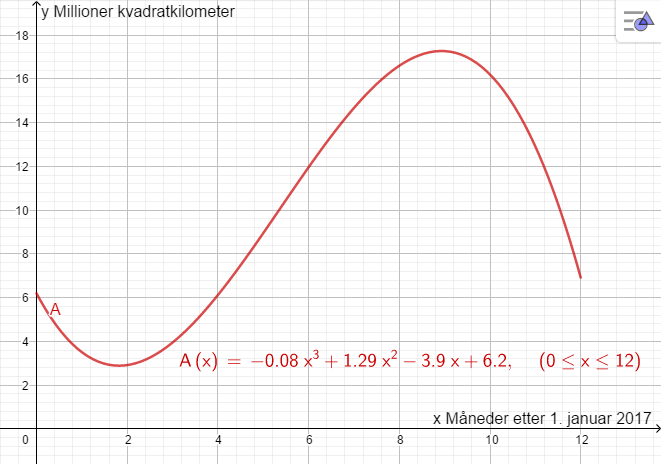 y Millioner kvadratkilometer
18
16
14
12
10
8
6
A
4
A(x) = −0.08 x³ + 1.29 x² − 3.9 x + 6.2, (0 ≤ x ≤ 12)
2
x Måneder etter 1. januar 2017
0 2 4 6 8 10 12